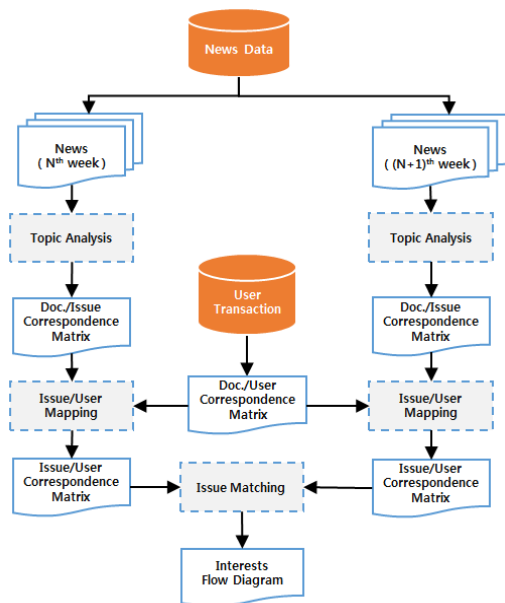 News Data
News
( Nth week )
News
( (N+1)th week )
Topic Analysis
Topic Analysis
User
Transaction
Doc./Issue
Correspondence
Matrix
Doc./Issue
Correspondence
Matrix
Issue/User
Mapping
Doc./User
Correspondence
Matrix
Issue/User
Mapping
Issue/User
Correspondence
Matrix
Issue Matching
Issue/User
Correspondence
Matrix
Interests
Flow Diagram